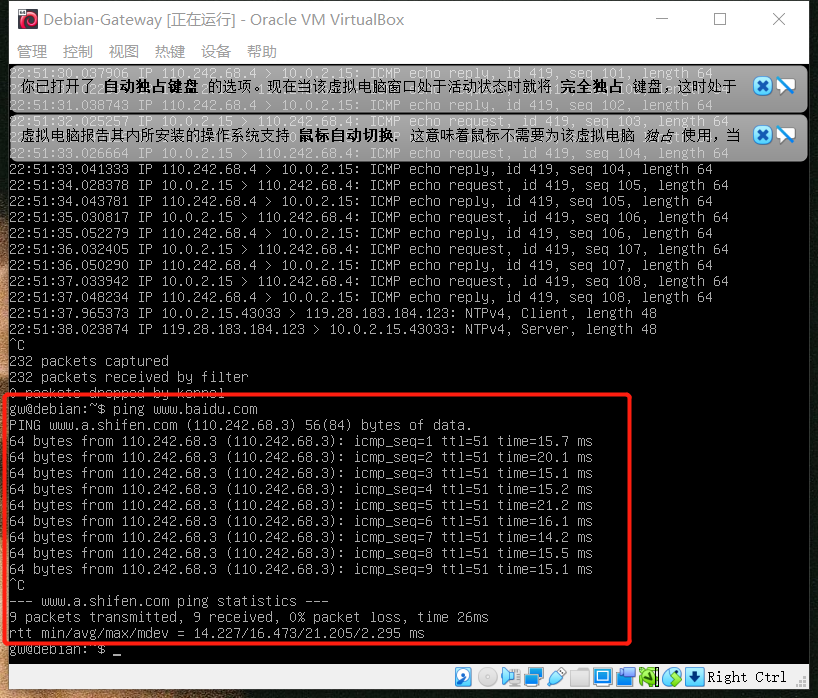 Debian-Gateway [正在运行] - Oracle VM VirtualBox
管理 控制 视图 热键 设备 帮助
22:51:30.037906 IP 110.242.68.4 > 10.0.2.15: ICMP echo reply, id 419, seq 101, length 64
你已打开了 自动独占键盘 的选项。现在当该虚拟电脑窗口处于活动状态时就将 完全独占 键盘，这时处于
22:51:31.038743 IP 110.242.68.4 > 10.0.2.15: ICMP echo reply, id 419, seq 102, length 64
虚拟电脑报告其内所安装的操作系统支持 鼠标自动切换. 这意味着鼠标不需要为该虚拟电脑 独占 使用，当
22:51:33.026664 IP 10.0.2.15 > 110.242.68.4: ICMP echo request, id 419, seq 104, length 64
22:51:33.041333 IP 110.242.68.4 > 10.0.2.15: ICMP echo reply, id 419, seq 104, length 64
22:51:34.028378 IP 10.0.2.15 > 110.242.68.4: ICMP echo request, id 419, seq 105, length 64
22:51:34.043781 IP 110.242.68.4 > 10.0.2.15: ICMP echo reply, id 419, seq 105, length 64
22:51:35.030817 IP 10.0.2.15 > 110.242.68.4: ICMP echo request, id 419, seq 106, length 64
22:51:35.052279 IP 110.242.68.4 > 10.0.2.15: ICMP echo reply, id 419, seq 106, length 64
22:51:36.032405 IP 10.0.2.15 > 110.242.68.4: ICMP echo request, id 419, seq 107, length 64
22:51:36.050290 IP 110.242.68.4 > 10.0.2.15: ICMP echo reply, id 419, seq 107, length 64
22:51:37.033942 IP 10.0.2.15 > 110.242.68.4: ICMP echo request, id 419, seq 108, length 64
22:51:37.048234 IP 110.242.68.4 > 10.0.2.15: ICMP echo reply, id 419, seq 108, length 64
22:51:37.965373 IP 10.0.2.15.43033 > 119.28.183.184.123: NTPv4, Client, length 48
22:51:38.023874 IP 119.28.183.184.123 > 10.0.2.15.43033: NTPv4, Server, length 48
^C
232 packets captured
232 packets received by filter
0 packets dropped by kernel
gw@debian:~$ ping www.baidu.com
PING www.a.shifen.com (110.242.68.3) 56(84) bytes of data.
64 bytes from 110.242.68.3 (110.242.68.3): icmp_seq=1 ttl=51 time=15.7 ms
64 bytes from 110.242.68.3 (110.242.68.3): icmp_seq=2 ttl=51 time=20.1 ms
64 bytes from 110.242.68.3 (110.242.68.3): icmp_seq=3 ttl=51 time=15.1 ms
64 bytes from 110.242.68.3 (110.242.68.3): icmp_seq=4 ttl=51 time=15.2 ms
64 bytes from 110.242.68.3 (110.242.68.3): icmp_seq=5 ttl=51 time=21.2 ms
64 bytes from 110.242.68.3 (110.242.68.3): icmp_seq=6 ttl=51 time=16.1 ms
64 bytes from 110.242.68.3 (110.242.68.3): icmp_seq=7 ttl=51 time=14.2 ms
64 bytes from 110.242.68.3 (110.242.68.3): icmp_seq=8 ttl=51 time=15.5 ms
64 bytes from 110.242.68.3 (110.242.68.3): icmp_seq=9 ttl=51 time=15.1 ms
^C
--- www.a.shifen.com ping statistics ---
9 packets transmitted, 9 received, 0% packet loss, time 26ms
rtt min/avg/max/mdev = 14.227/16.473/21.205/2.295 ms
gw@debian:~$ _
Right Ctrl